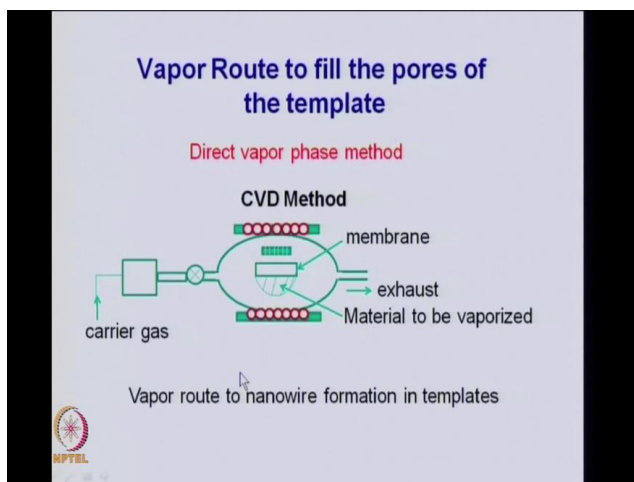 Vapor Route to fill the pores of
the template
Direct vapor phase method
CVD Method
membrane
exhaust
Material to be vaporized
carrier gas
Vapor route to nanowire formation in templates
NPTEL